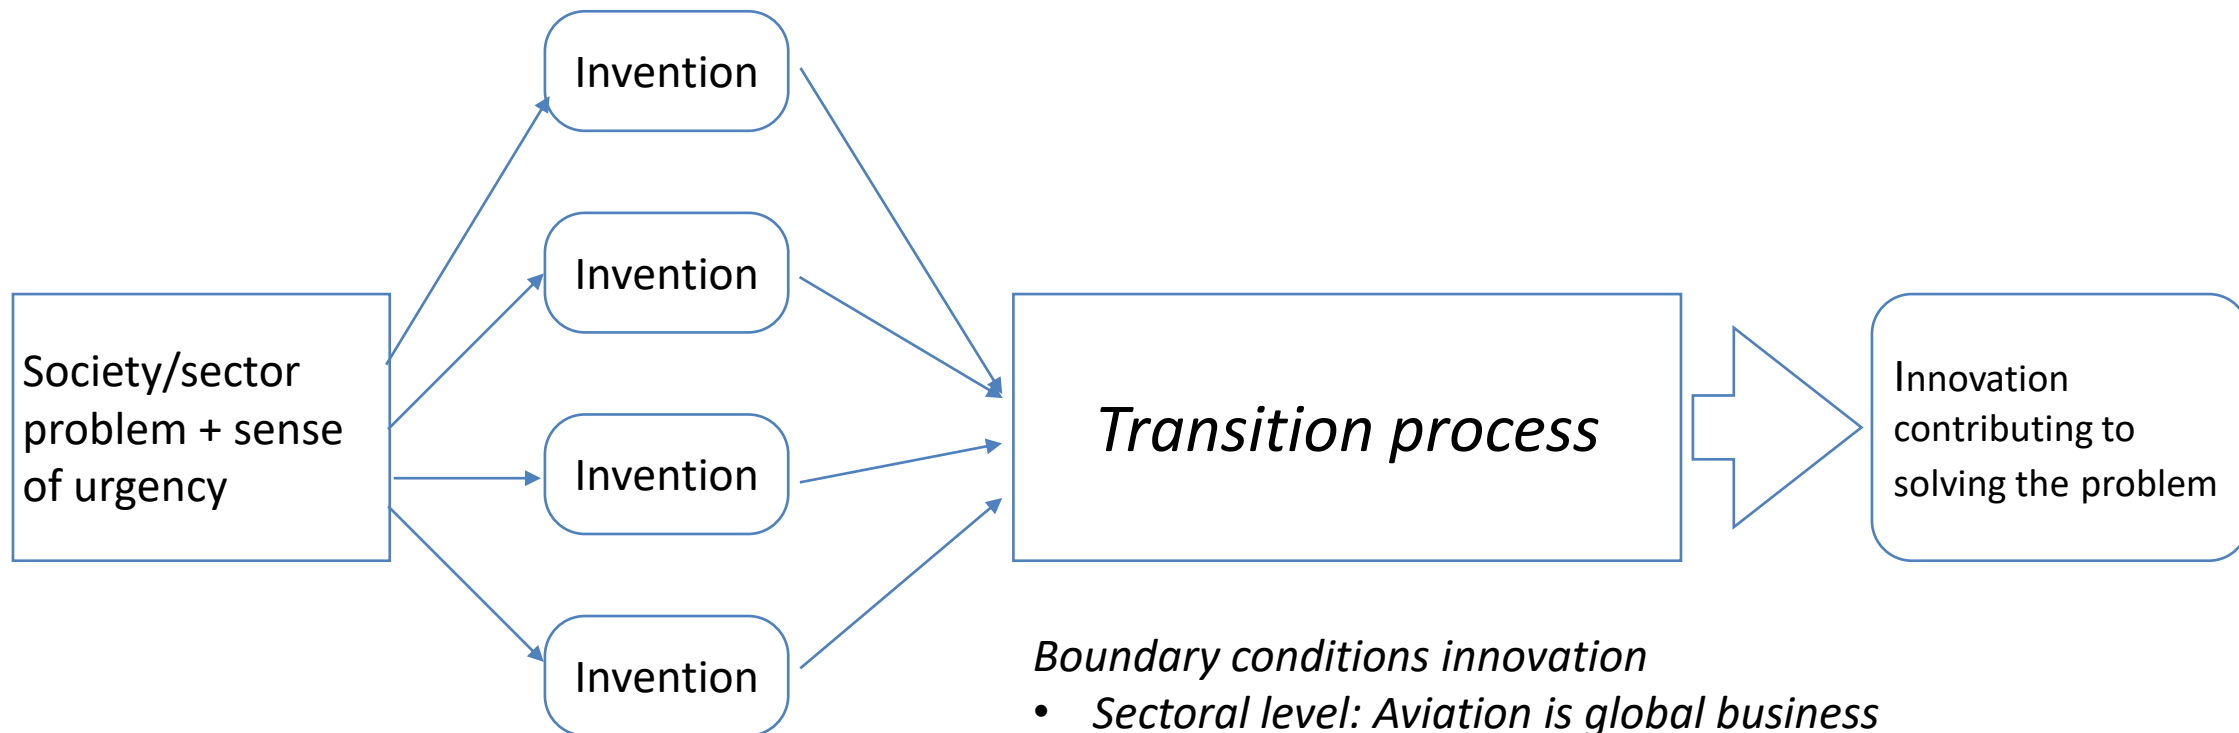 Invention
Invention
Invention
Invention
Society/sector
problem + sense
of urgency
Transition process
Innovation
contributing to
solving the problem
Boundary conditions innovation
• Sectoral level: Aviation is global business